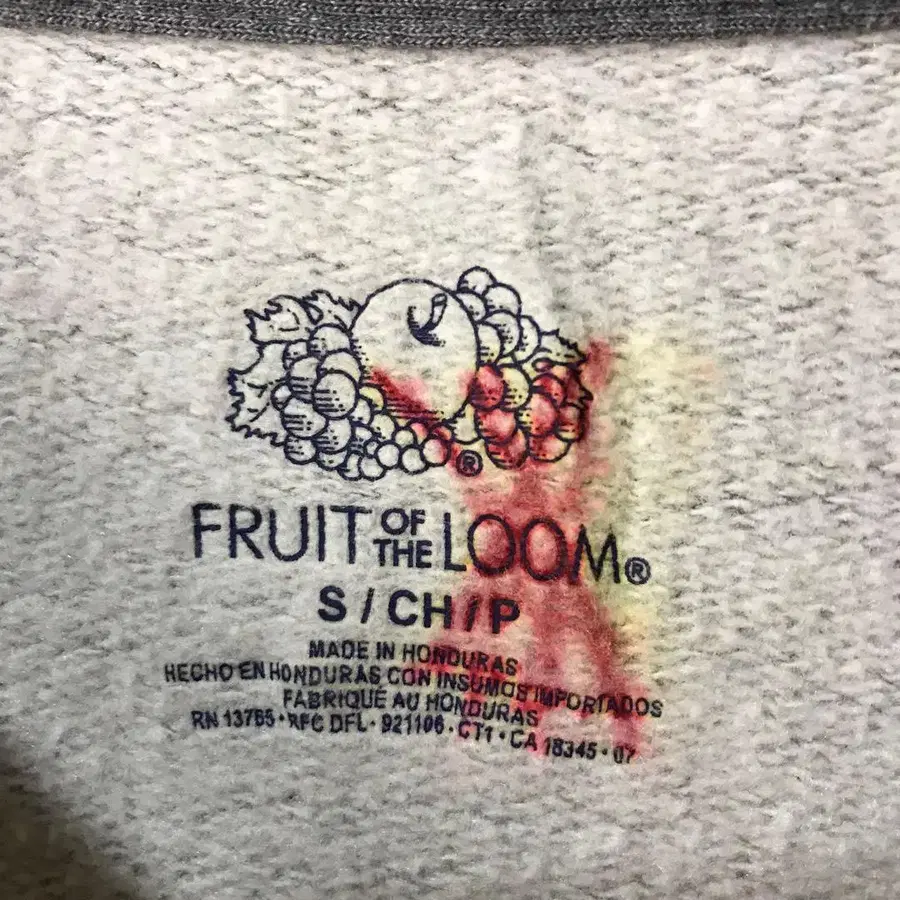 ®
FRUIT OF THE LOOM®
S / CH / P
MADE IN HONDURAS
HECHO EN HONDURAS CON INSUMOS IMPORTADOS
FABRIQUÉ AU HONDURAS
RN 13765 · RFC DFL · 921106 · CT1 · CA 18345 · 07